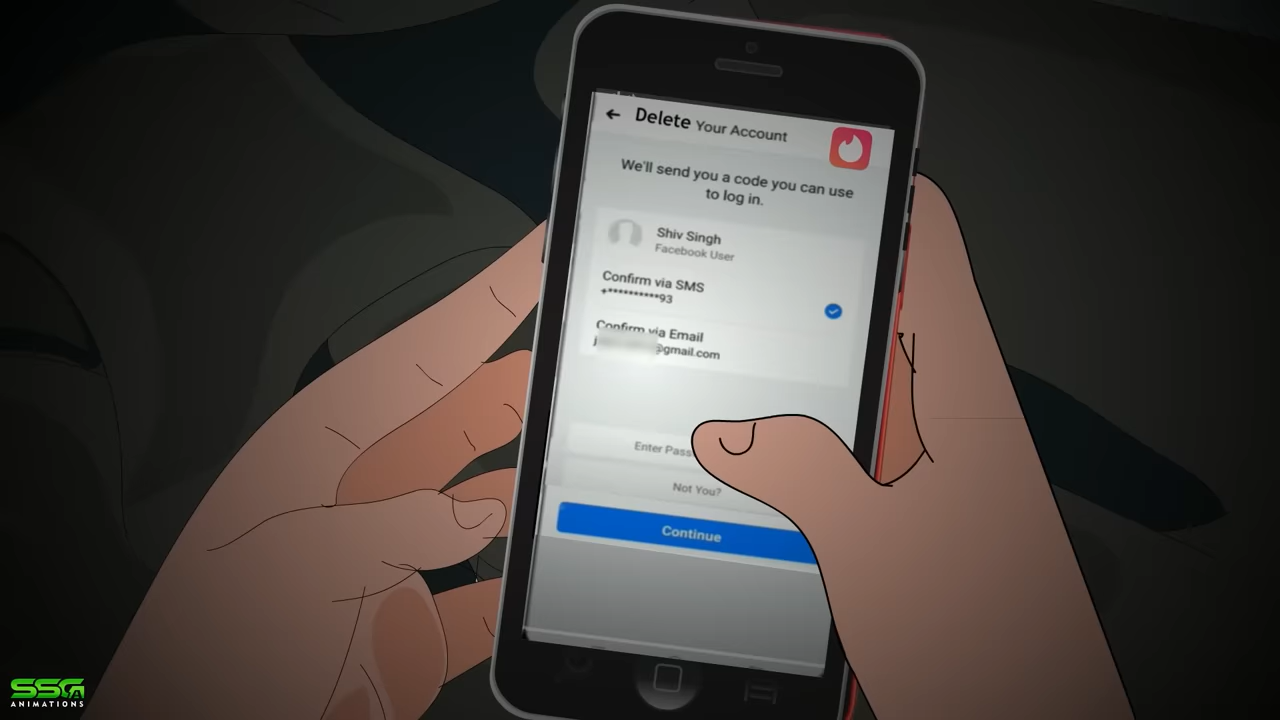 Delete Your Account
We'll send you a code you can use
to log in.
Shiv Singh
Facebook User
Confirm via SMS
+**********93
Confirm via Email
@gmail.com
Enter
Not You?
Continue
SSG
ANIMATIONS